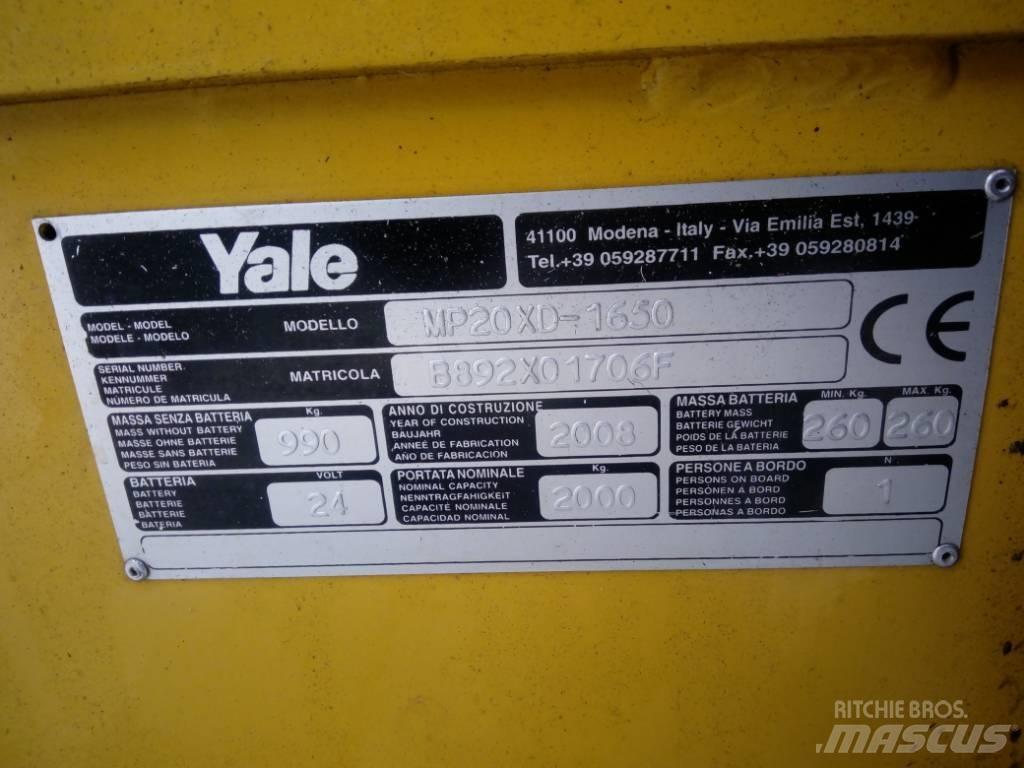 Yale
41100 Modena - Italy - Via Emilia Est, 1439
Tel.+39 059287711 Fax.+39 059280814
MODEL - MODEL
MODELE - MODELO
MODELLO
MP20XD-1650
CE
SERIAL NUMBER
KENNUMMER
MATRICULE
NÚMERO DE MATRICULA
MATRICOLA
B892X01706F
MASSA SENZA BATTERIA
MASS WITHOUT BATTERY
MASSE OHNE BATTERIE
MASSE SANS BATTERIE
PESO SIN BATERIA
Kg.
990
ANNO DI COSTRUZIONE
YEAR OF CONSTRUCTION
BAUJAHR
ANNEÉ DE FABRICATION
AÑO DE FABRICACIÓN
2008
MASSA BATTERIA
BATTERY MASS
BATTERIE GEWICHT
POIDS DE LA BATTERIE
PESO DE LA BATERIA
MIN. Kg.
260
MAX. Kg.
260
BATTERIA
BATTERY
BATTERIE
BATTERIE
BATERIA
VOLT
24
PORTATA NOMINALE
NOMINAL CAPACITY
NENNTRAGFAHIGKEIT
CAPACITÉ NOMINALE
CAPACIDAD NOMINAL
Kg.
2000
PERSONE A BORDO
PERSONS ON BOARD
PERSONEN A BORD
PERSONNES A BORD
PERSONAS A BORDO
N
1
RITCHIE BROS.
MASCUS